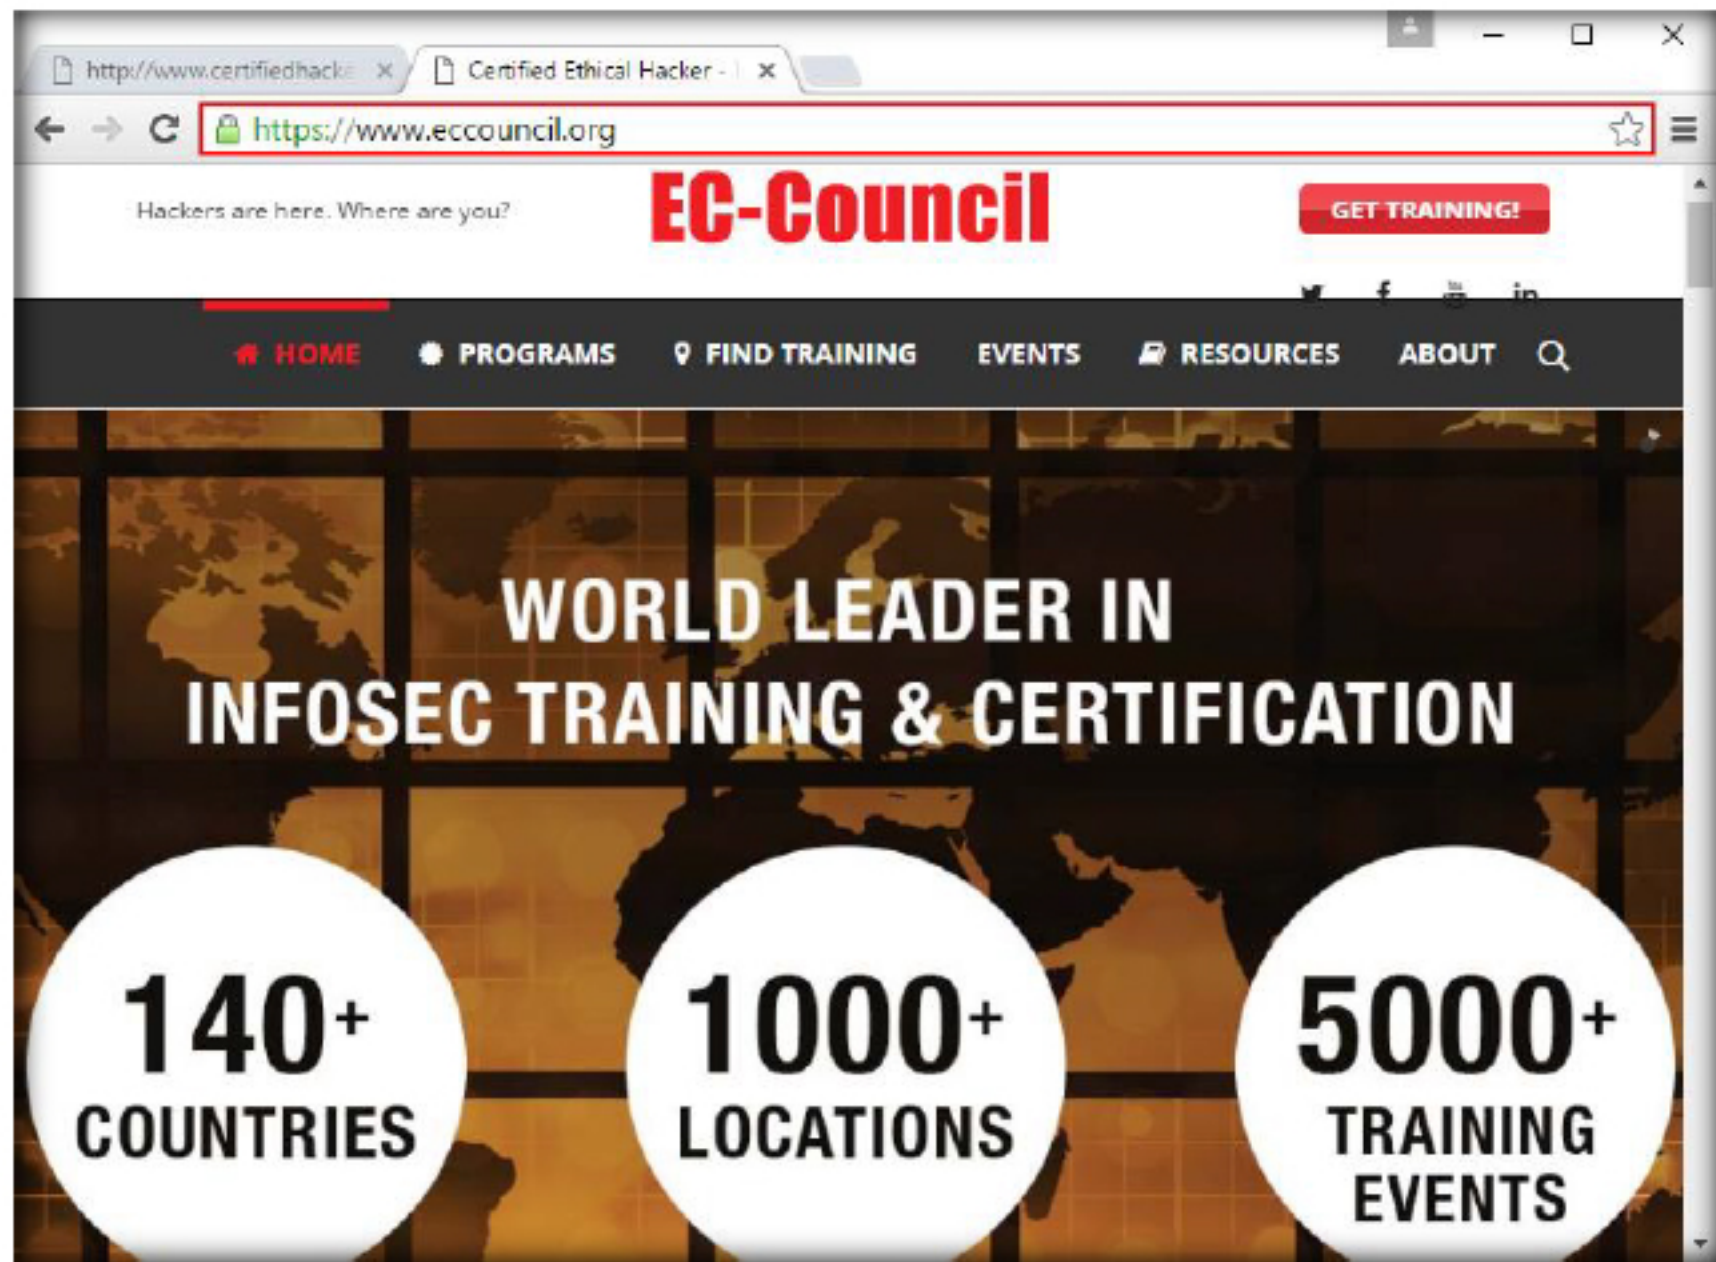 http://www.certifiedhacke
Certified Ethical Hacker -
https://www.eccouncil.org
Hackers are here. Where are you?
EC-Council
GET TRAINING!
HOME PROGRAMS FIND TRAINING EVENTS RESOURCES ABOUT
WORLD LEADER IN
INFOSEC TRAINING & CERTIFICATION
140+
COUNTRIES
1000+
LOCATIONS
5000+
TRAINING
EVENTS